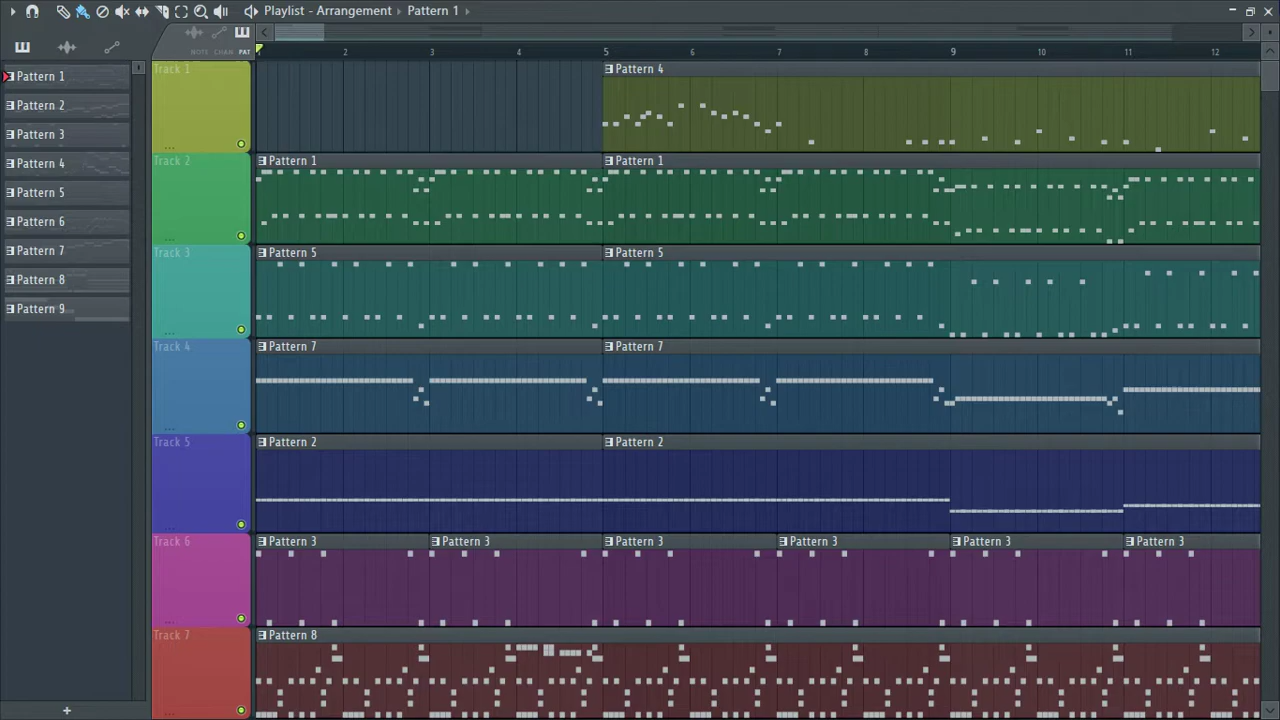 Playlist - Arrangement › Pattern 1 ›
NOTE CHAN PAT
1 2 3 4 5 6 7 8 9 10 11 12
Pattern 1
Pattern 2
Pattern 3
Pattern 4
Pattern 5
Pattern 6
Pattern 7
Pattern 8
Pattern 9
+
Track 1
Pattern 4
Track 2
Pattern 1 Pattern 1
Track 3
Pattern 5 Pattern 5
Track 4
Pattern 7 Pattern 7
Track 5
Pattern 2 Pattern 2
Track 6
Pattern 3 Pattern 3 Pattern 3 Pattern 3 Pattern 3 Pattern 3
Track 7
Pattern 8